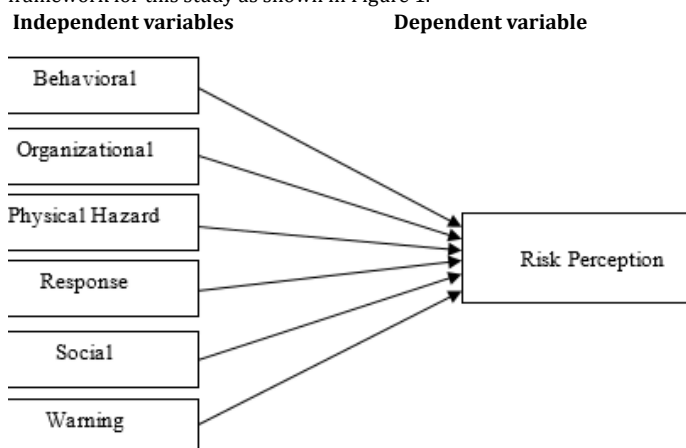 framework for this study as shown in Figure 1.
Independent variables Dependent variable
Behavioral
Organizational
Physical Hazard
Response
Social
Warning
Risk Perception